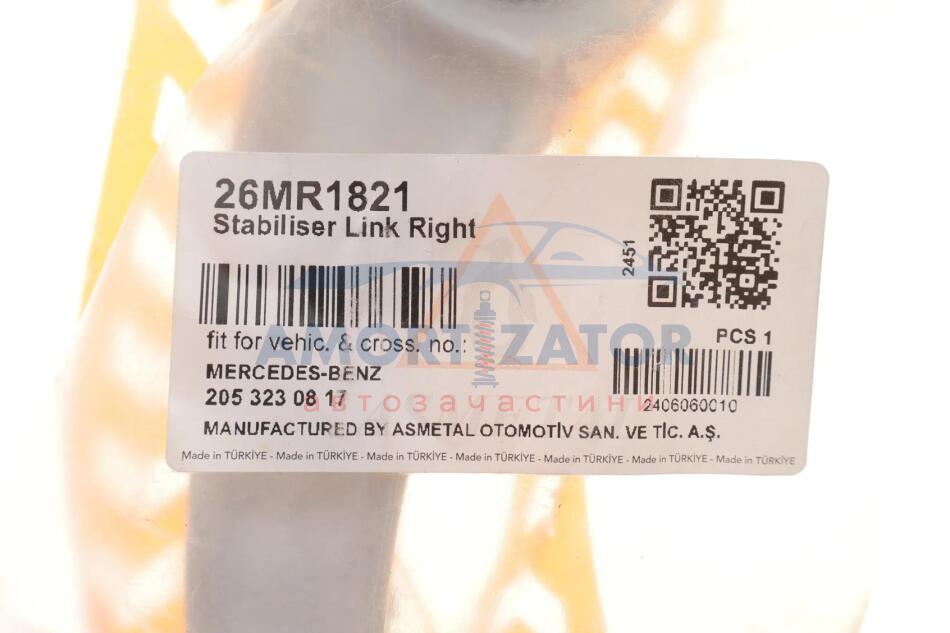 26MR1821
Stabiliser Link Right
2451
fit for vehic. & cross. no.:
PCS 1
MERCEDES-BENZ
205 323 08 17
2406060010
MANUFACTURED BY ASMETAL OTOMOTİV SAN. VE TİC. A.Ş.
Made in TÜRKİYE - Made in TÜRKİYE - Made in TÜRKİYE - Made in TÜRKİYE - Made in TÜRKİYE - Made in TÜRKİYE - Made in TÜRKİYE
AMORTIZATOR
автозапчастини